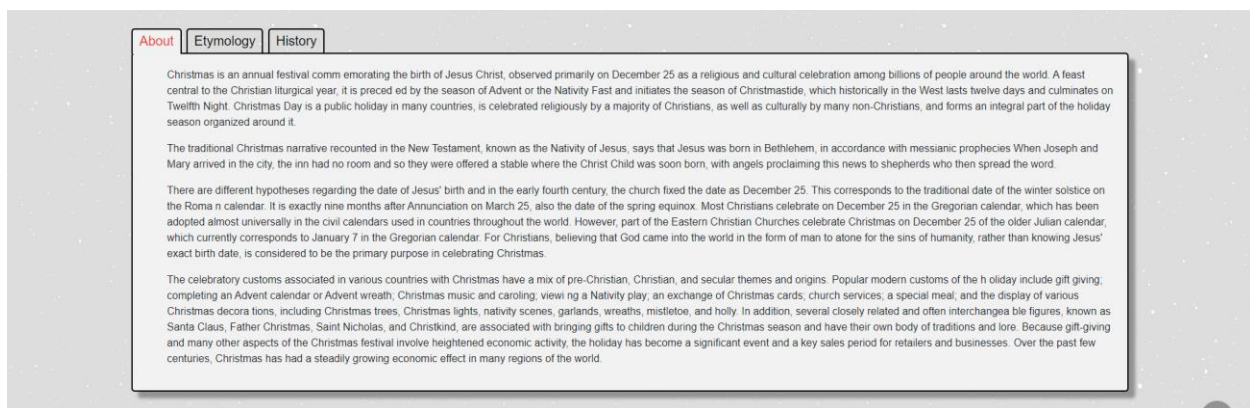 About Etymology History
Christmas is an annual festival comm emorating the birth of Jesus Christ, observed primarily on December 25 as a religious and cultural celebration among billions of people around the world. A feast
central to the Christian liturgical year, it is preced ed by the season of Advent or the Nativity Fast and initiates the season of Christmastide, which historically in the West lasts twelve days and culminates on
Twelfth Night. Christmas Day is a public holiday in many countries, is celebrated religiously by a majority of Christians, as well as culturally by many non-Christians, and forms an integral part of the holiday
season organized around it.
The traditional Christmas narrative recounted in the New Testament, known as the Nativity of Jesus, says that Jesus was born in Bethlehem, in accordance with messianic prophecies When Joseph and
Mary arrived in the city, the inn had no room and so they were offered a stable where the Christ Child was soon born, with angels proclaiming this news to shepherds who then spread the word.
There are different hypotheses regarding the date of Jesus' birth and in the early fourth century, the church fixed the date as December 25. This corresponds to the traditional date of the winter solstice on
the Roma n calendar. It is exactly nine months after Annunciation on March 25, also the date of the spring equinox. Most Christians celebrate on December 25 in the Gregorian calendar, which has been
adopted almost universally in the civil calendars used in countries throughout the world. However, part of the Eastern Christian Churches celebrate Christmas on December 25 of the older Julian calendar,
which currently corresponds to January 7 in the Gregorian calendar. For Christians, believing that God came into the world in the form of man to atone for the sins of humanity, rather than knowing Jesus'
exact birth date, is considered to be the primary purpose in celebrating Christmas.
The celebratory customs associated in various countries with Christmas have a mix of pre-Christian, Christian, and secular themes and origins. Popular modern customs of the h oliday include gift giving;
completing an Advent calendar or Advent wreath; Christmas music and caroling; viewi ng a Nativity play; an exchange of Christmas cards; church services; a special meal; and the display of various
Christmas decora tions, including Christmas trees, Christmas lights, nativity scenes, garlands, wreaths, mistletoe, and holly. In addition, several closely related and often interchangea ble figures, known as
Santa Claus, Father Christmas, Saint Nicholas, and Christkind, are associated with bringing gifts to children during the Christmas season and have their own body of traditions and lore. Because gift-giving
and many other aspects of the Christmas festival involve heightened economic activity, the holiday has become a significant event and a key sales period for retailers and businesses. Over the past few
centuries, Christmas has had a steadily growing economic effect in many regions of the world.